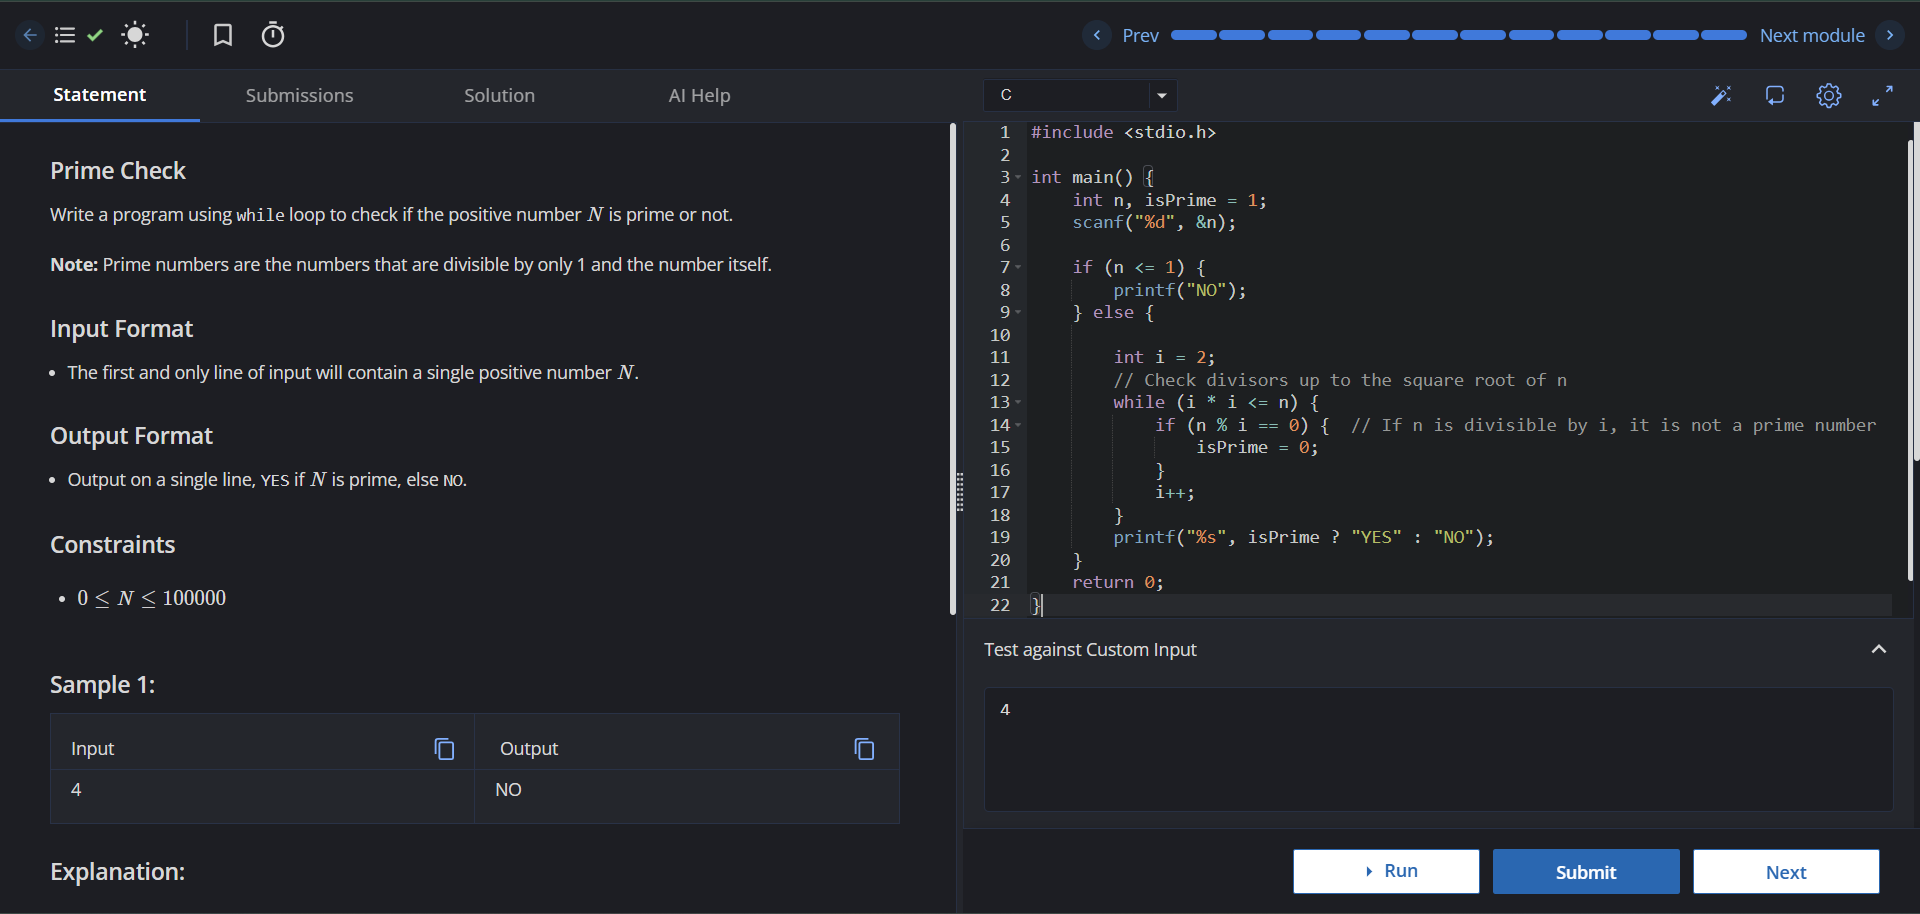 Prev
Next module
Statement
Submissions
Solution
AI Help
Prime Check
Write a program using while loop to check if the positive number N is prime or not.
Note: Prime numbers are the numbers that are divisible by only 1 and the number itself.
Input Format
• The first and only line of input will contain a single positive number N.
Output Format
• Output on a single line, YES if N is prime, else NO.
Constraints
• 0 ≤ N ≤ 100000
Sample 1:
Input
Output
4
NO
Explanation:
C
1 #include <stdio.h>
2
3 int main() {
4     int n, isPrime = 1;
5     scanf("%d", &n);
6
7     if (n <= 1) {
8         printf("NO");
9     } else {
10
11         int i = 2;
12         // Check divisors up to the square root of n
13         while (i * i <= n) {
14             if (n % i == 0) {  // If n is divisible by i, it is not a prime number
15                 isPrime = 0;
16             }
17             i++;
18         }
19         printf("%s", isPrime ? "YES" : "NO");
20     }
21     return 0;
22 }
Test against Custom Input
4
Run
Submit
Next